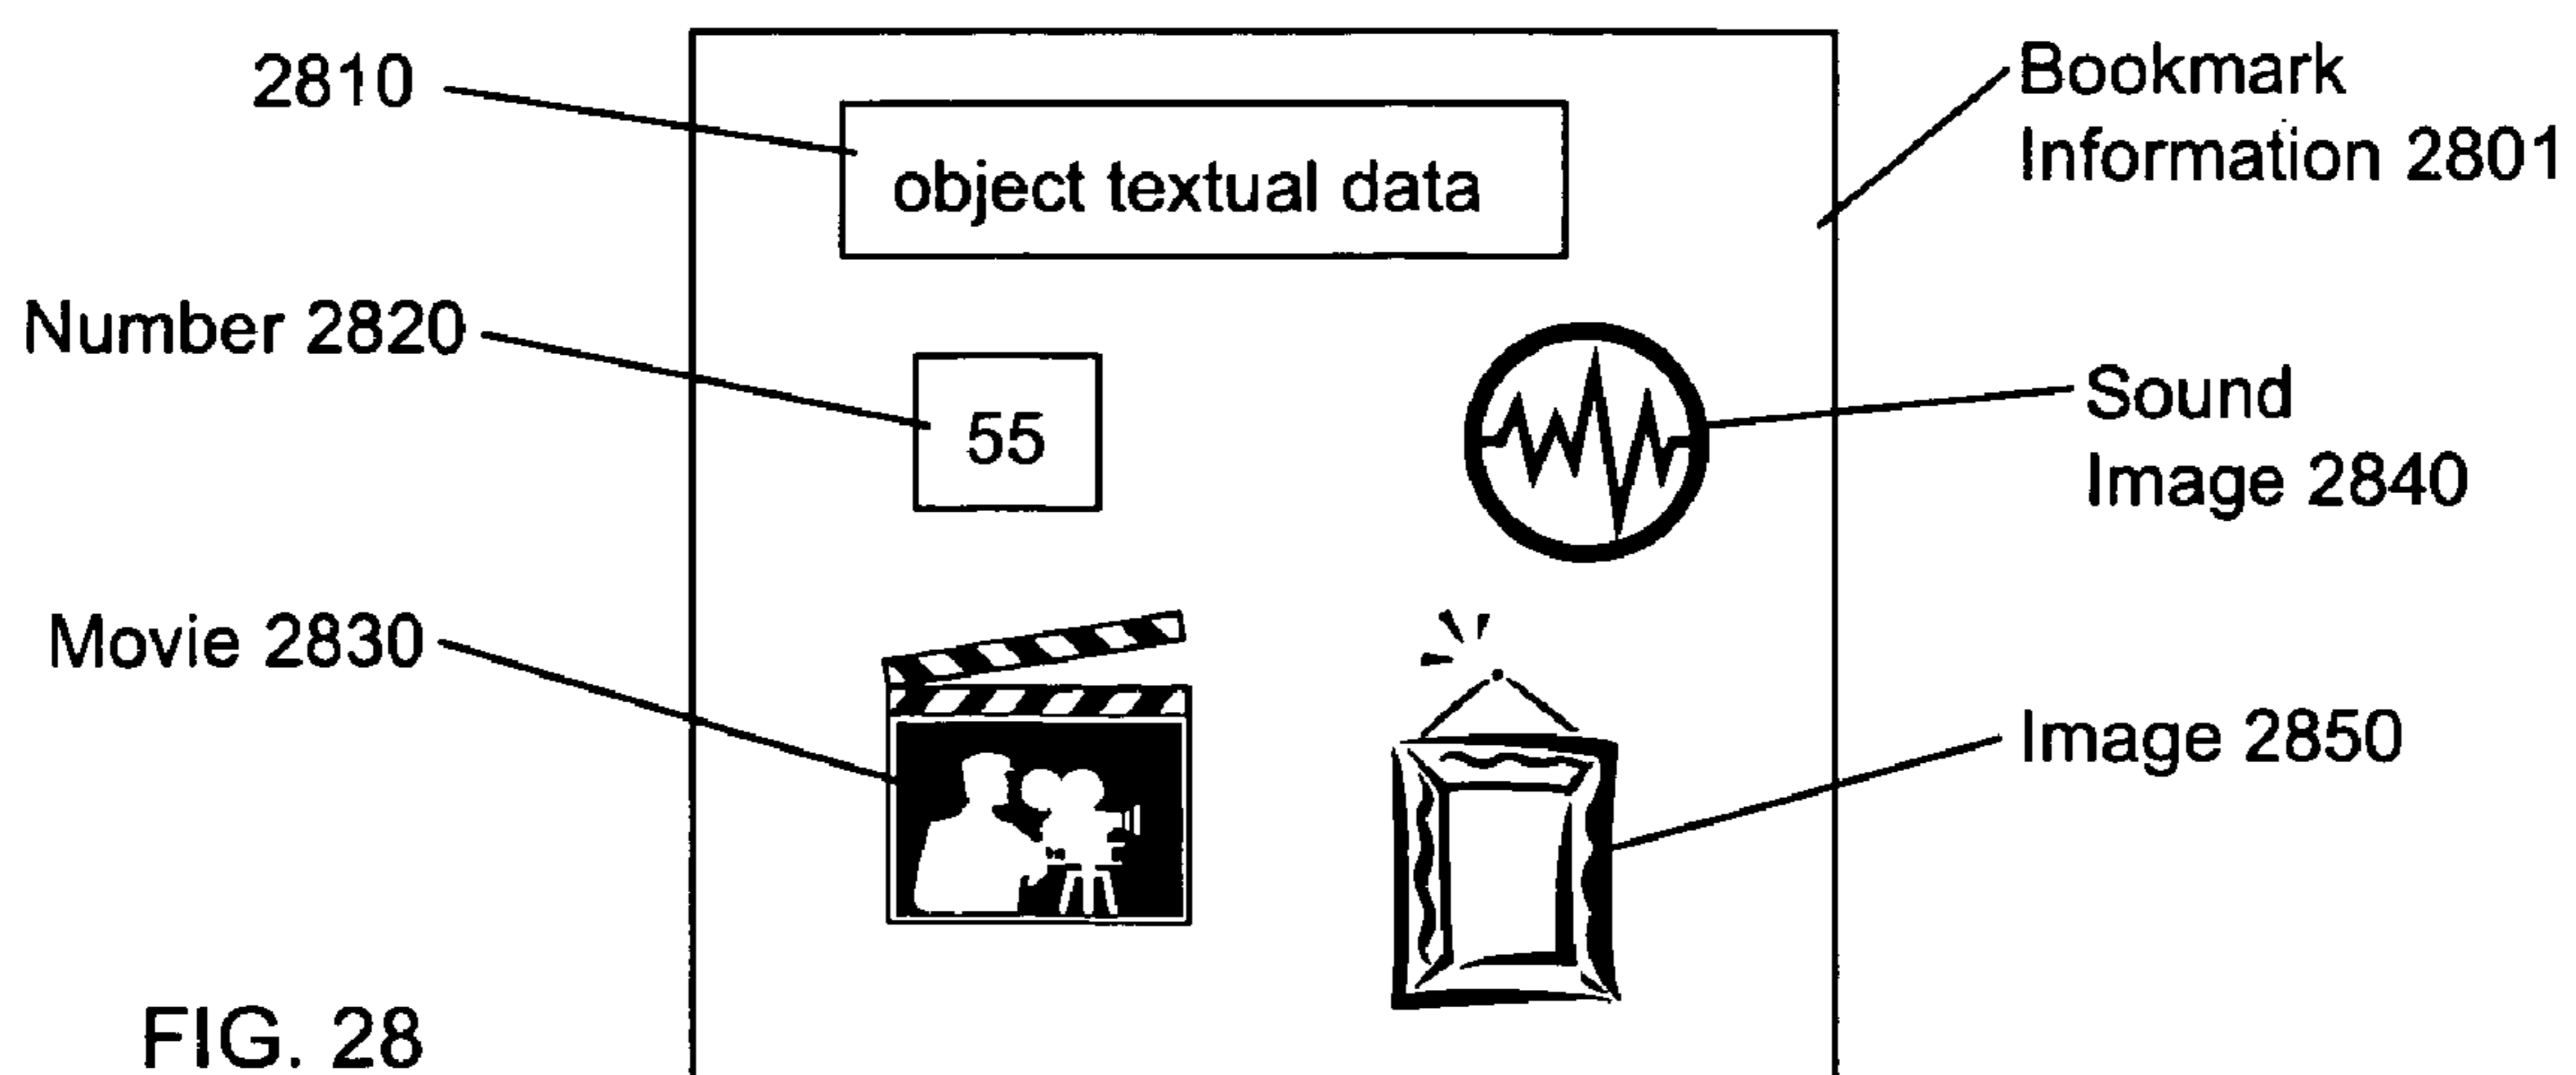 2810
object textual data
Bookmark
Information 2801
Number 2820
55
Sound
Image 2840
Movie 2830
Image 2850
FIG. 28